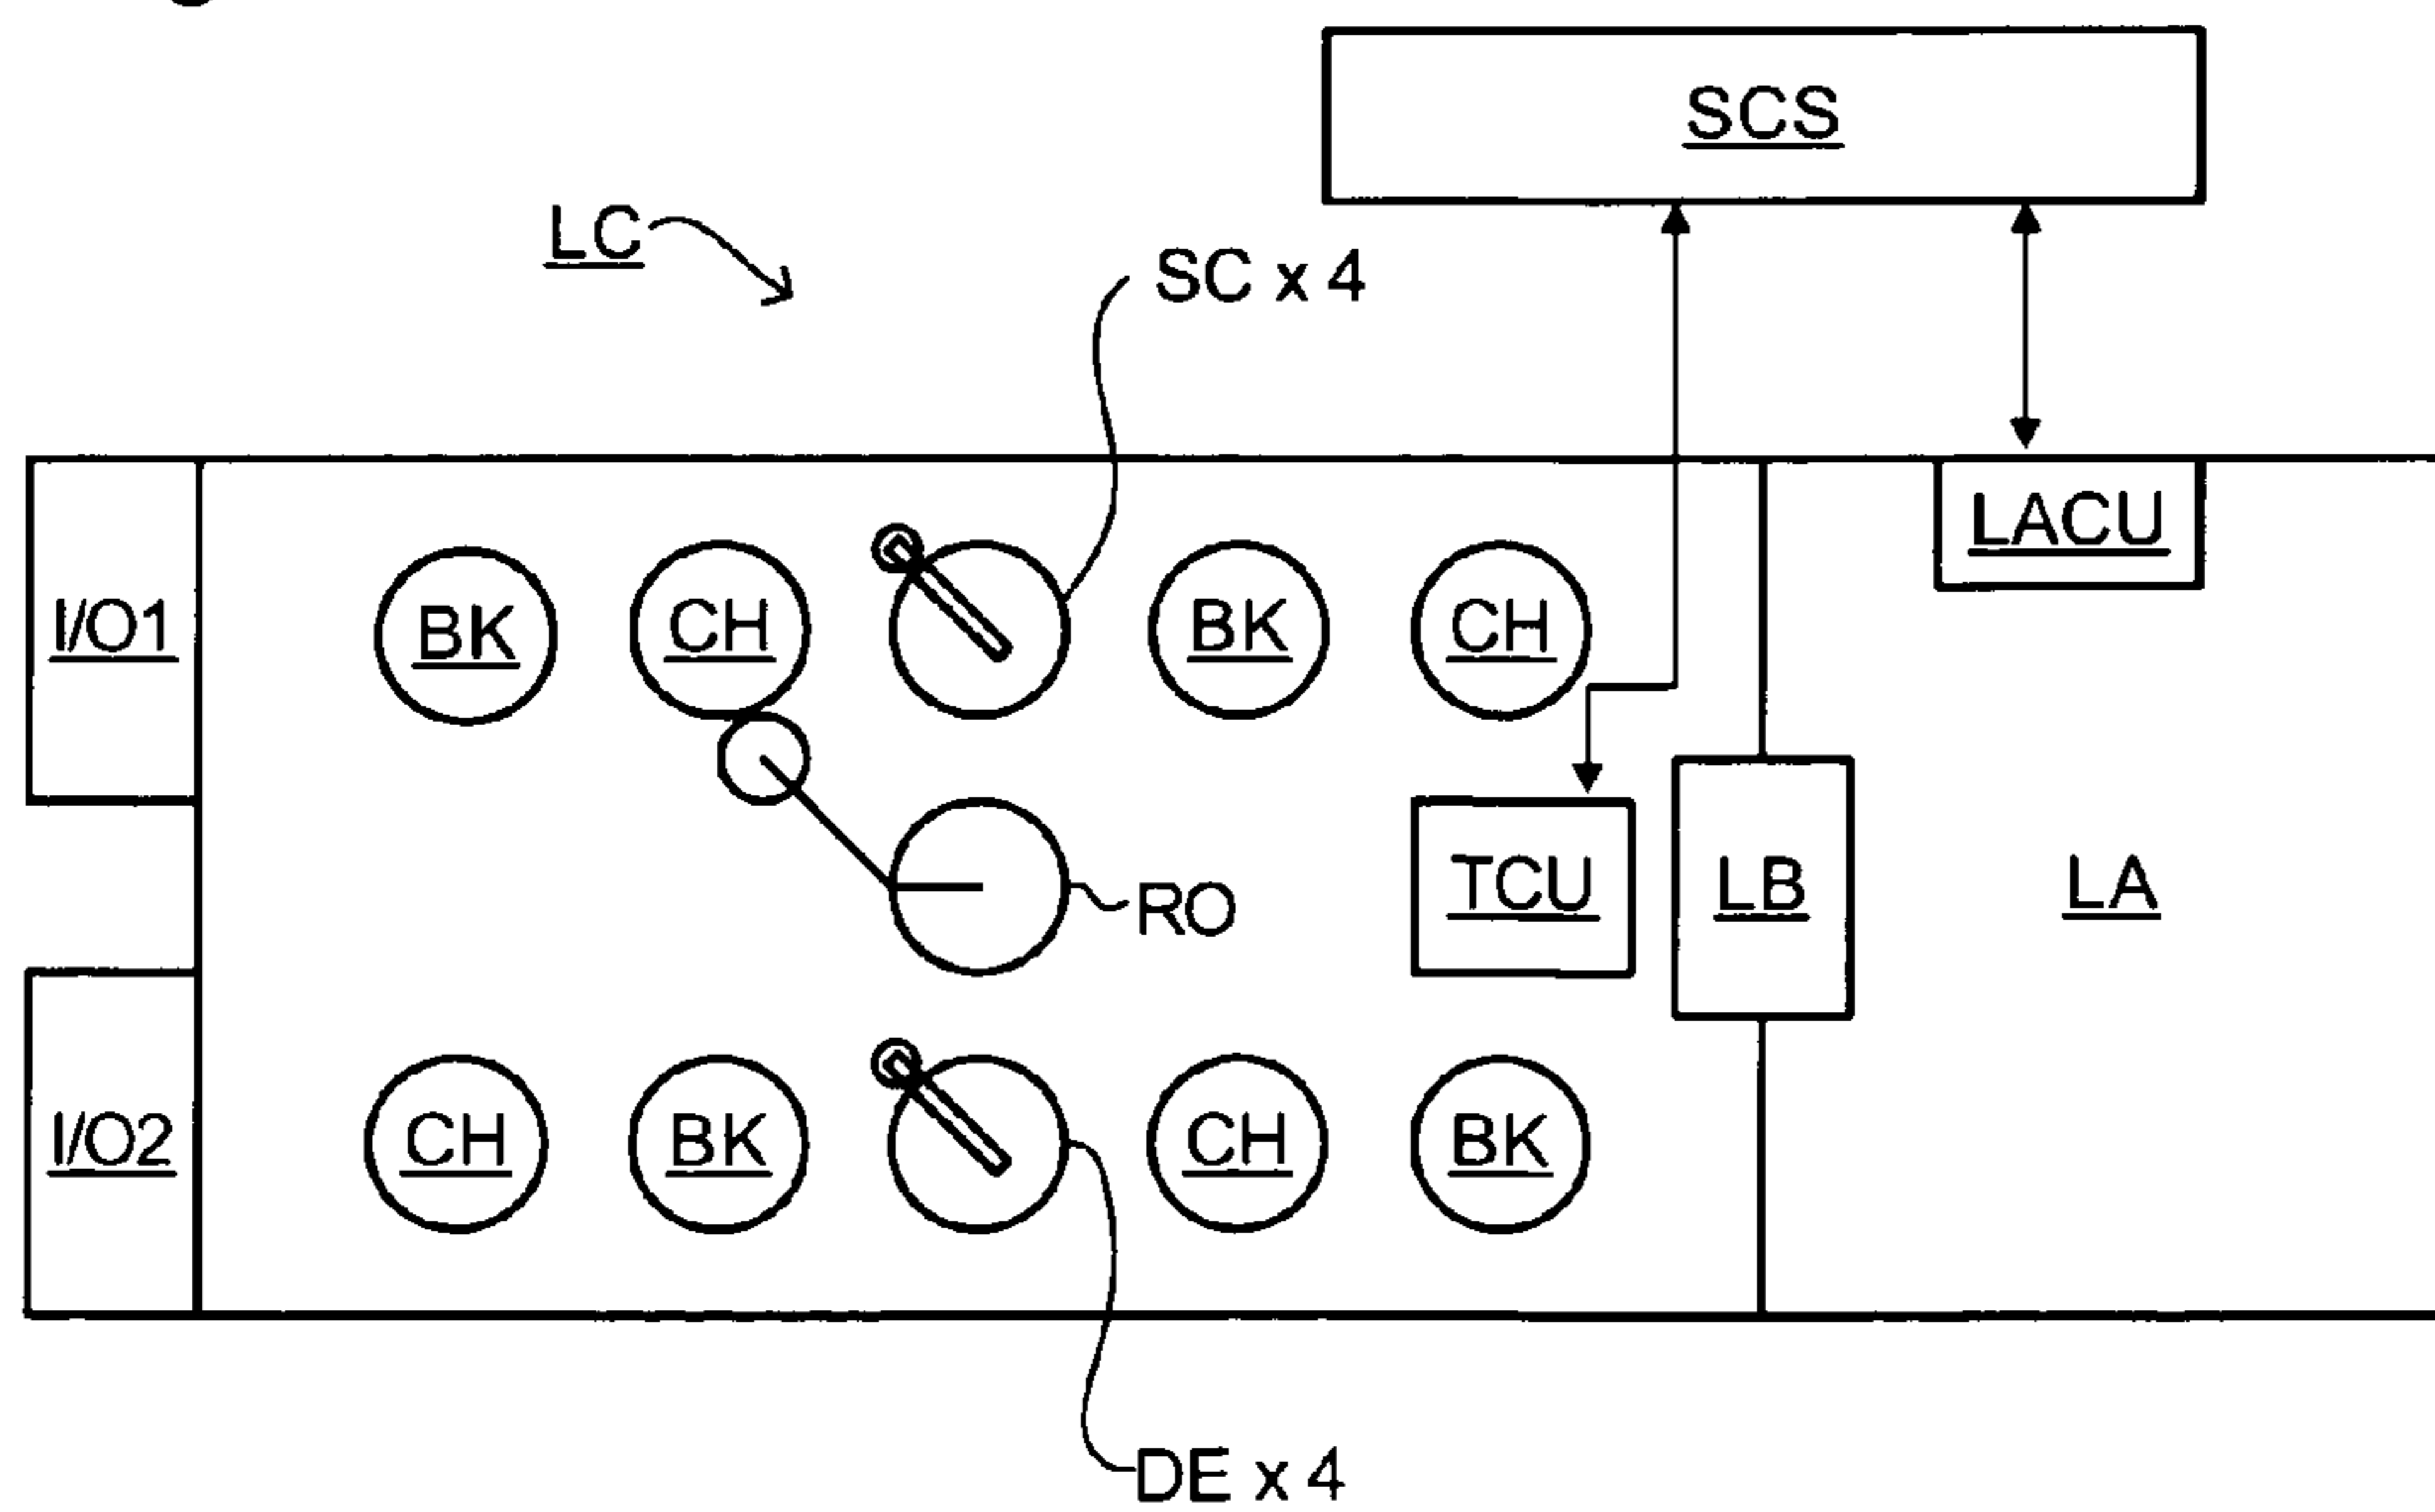 SCS
LC
SC x 4
LACU
I/O1
BK
CH
BK
CH
RO
TCU
LB
LA
I/O2
CH
BK
CH
BK
DE x 4